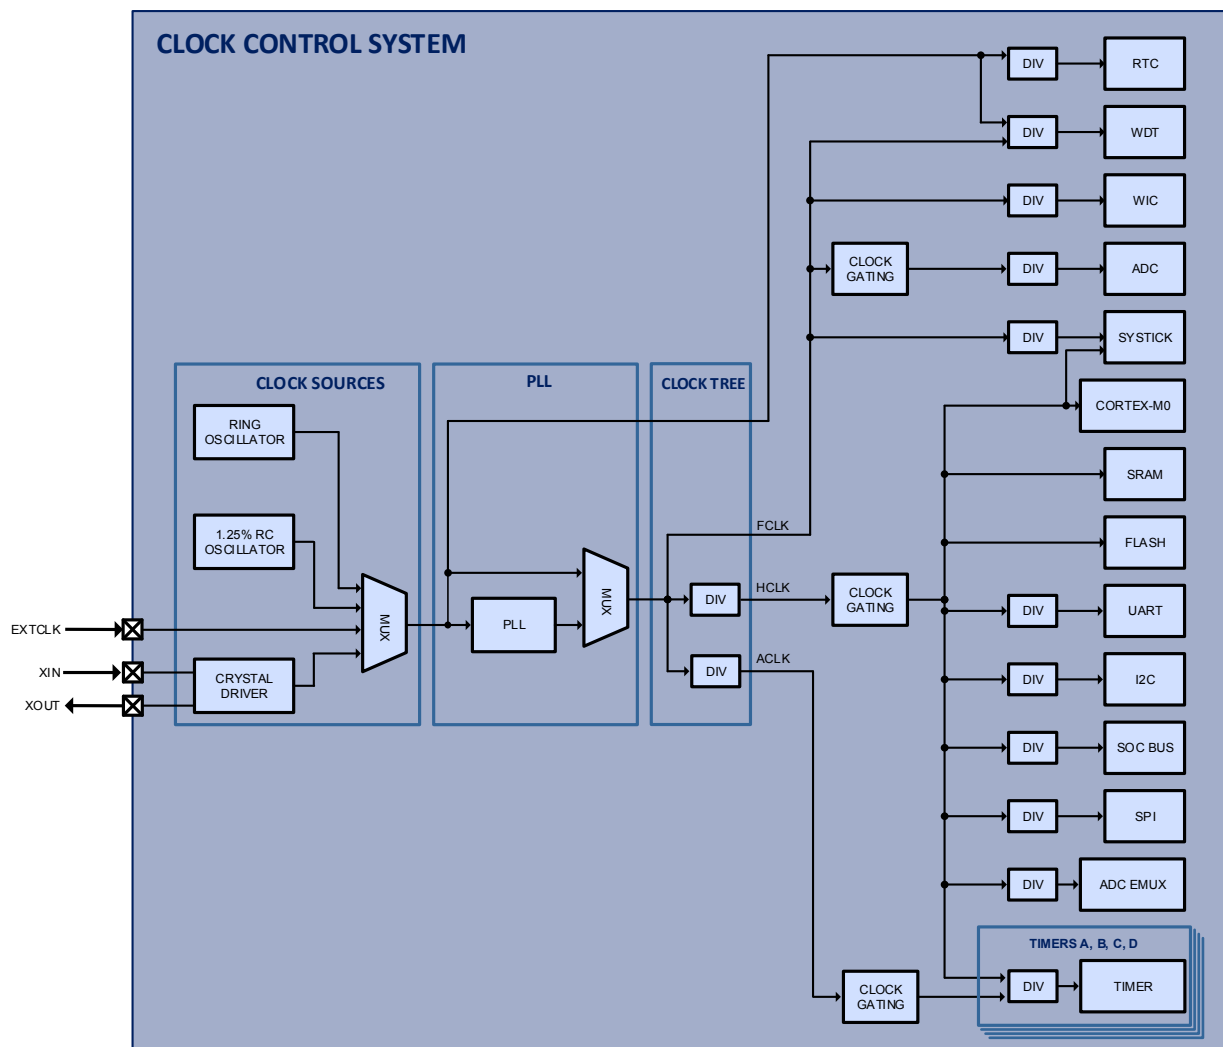 CLOCK CONTROL SYSTEM
DIV
RTC
DIV
WDT
DIV
WIC
CLOCK
GATING
DIV
ADC
DIV
SYSTICK
CLOCK SOURCES
PLL
CLOCK TREE
CORTEX-M0
RING
OSCILLATOR
SRAM
1.25% RC
OSCILLATOR
FCLK
FLASH
MUX
MUX
PLL
DIV
HCLK
CLOCK
GATING
DIV
UART
EXTCLK
XIN
XOUT
CRYSTAL
DRIVER
DIV
ACLK
DIV
I2C
DIV
SOC BUS
DIV
SPI
DIV
ADC EMUX
TIMERS A, B, C, D
CLOCK
GATING
DIV
TIMER